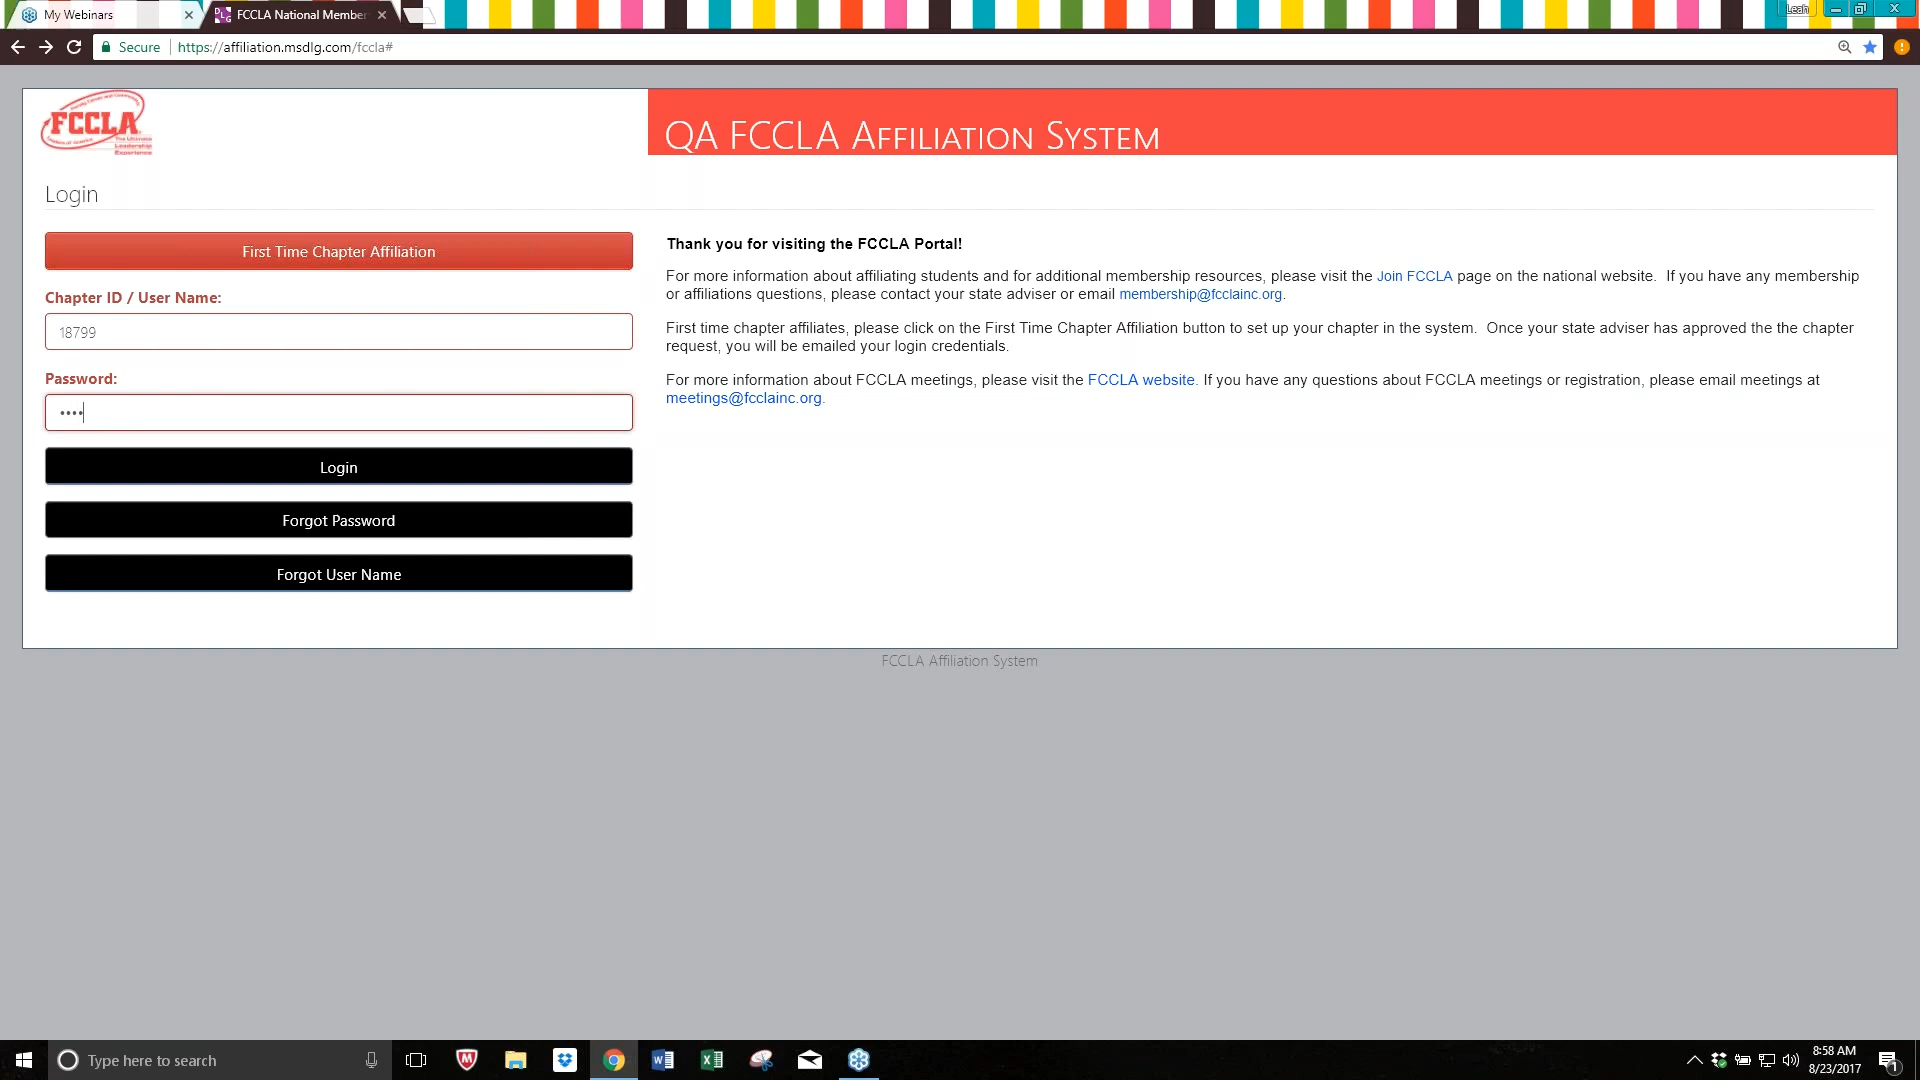 My Webinars
FCCLA National Member
Leah
Secure
https://affiliation.msdlg.com/fccla#
FCCLA
The Ultimate
Leadership
Experience
QA FCCLA AFFILIATION SYSTEM
Login
First Time Chapter Affiliation
Chapter ID / User Name:
18799
Password:
••••
Login
Forgot Password
Forgot User Name
Thank you for visiting the FCCLA Portal!
For more information about affiliating students and for additional membership resources, please visit the Join FCCLA page on the national website. If you have any membership
or affiliations questions, please contact your state adviser or email membership@fcclainc.org.
First time chapter affiliates, please click on the First Time Chapter Affiliation button to set up your chapter in the system. Once your state adviser has approved the the chapter
request, you will be emailed your login credentials.
For more information about FCCLA meetings, please visit the FCCLA website. If you have any questions about FCCLA meetings or registration, please email meetings at
meetings@fcclainc.org.
FCCLA Affiliation System
Type here to search
8:58 AM
8/23/2017
1